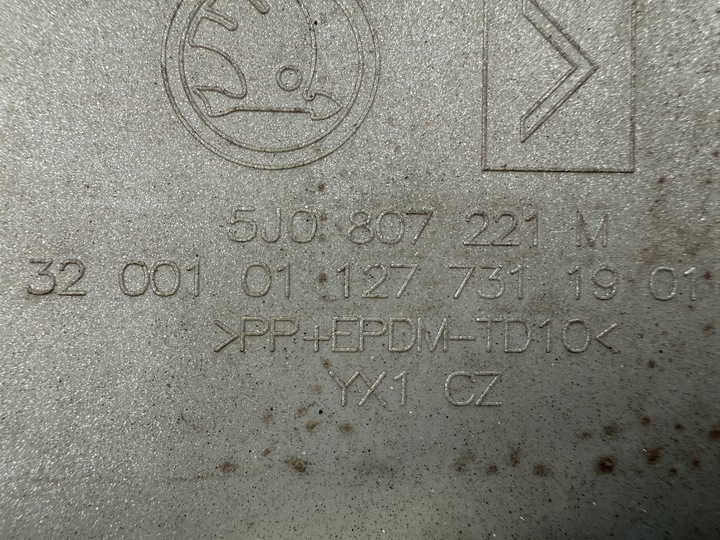 5J0 807 221 M
32 001 01 127 731 19 01
>PP+EPDM-TD10<
YX1 CZ